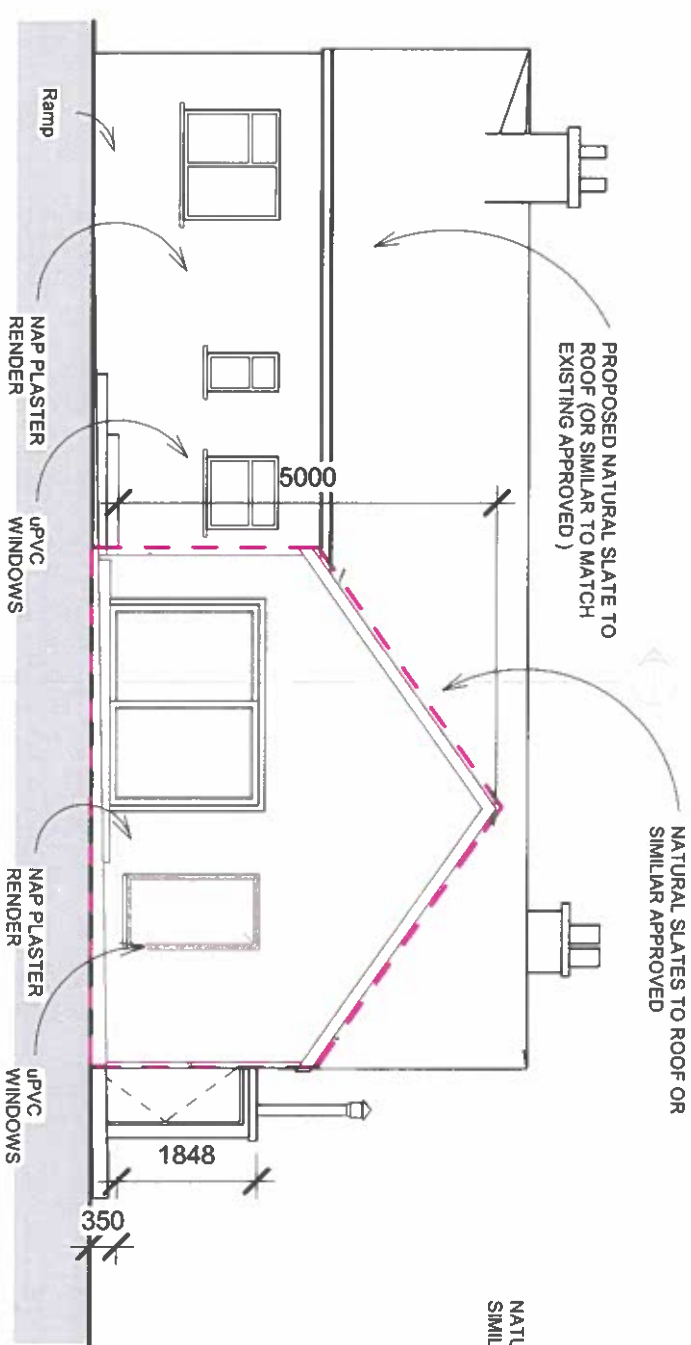 PROPOSED NATURAL SLATE TO
ROOF (OR SIMILAR TO MATCH
EXISTING APPROVED )
NATURAL SLATES TO ROOF OR
SIMILIAR APPROVED
5000
1848
350
Ramp
NAP PLASTER
RENDER
uPVC
WINDOWS
NAP PLASTER
RENDER
uPVC
WINDOWS